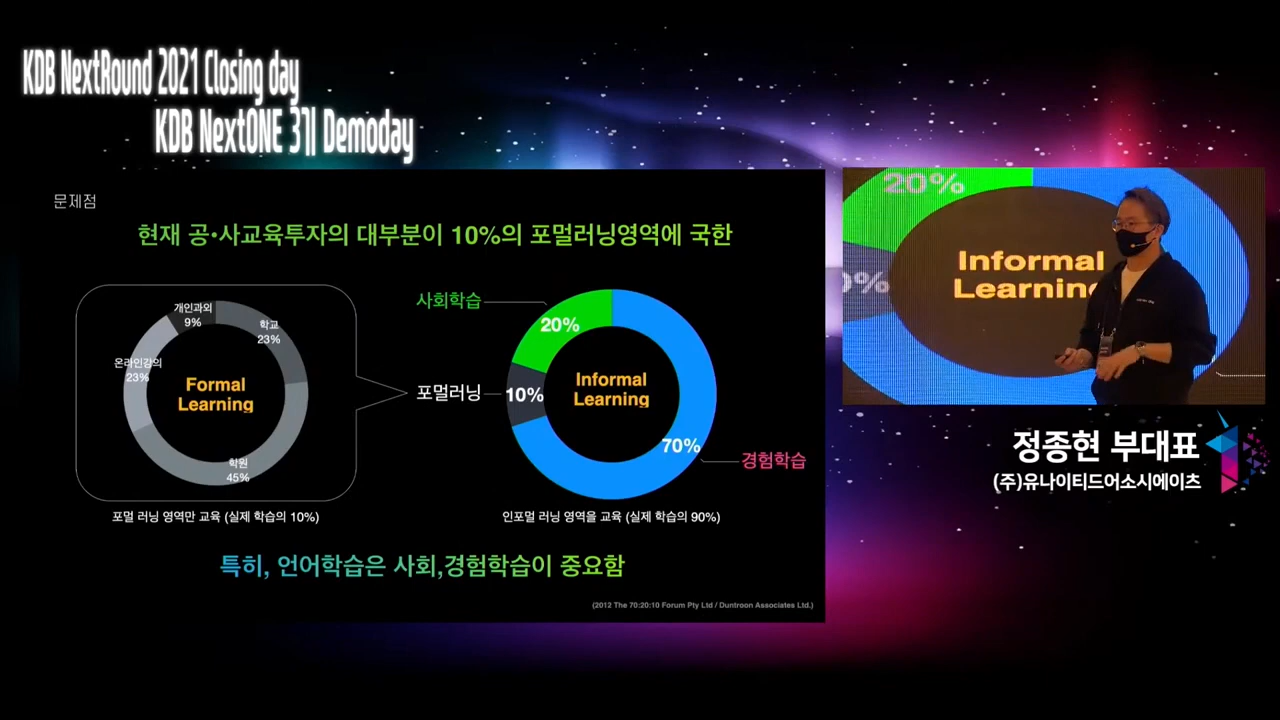 KDB NextRound 2021 Closing day
KDB NextONE 3기 Demoday
문제점
현재 공•사교육투자의 대부분이 10%의 포멀러닝영역에 국한
개인과외
9%
학교
23%
온라인강의
23%
Formal
Learning
학원
45%
포멀 러닝 영역만 교육 (실제 학습의 10%)
사회학습
20%
포멀러닝
10%
Informal
Learning
70%
경험학습
인포멀 러닝 영역을 교육 (실제 학습의 90%)
특히, 언어학습은 사회,경험학습이 중요함
(2012 The 70:20:10 Forum Pty Ltd / Duntroon Associates Ltd.)
20%
0%
Informal
Learning
정종현 부대표
(주)유나이티드어소시에이츠